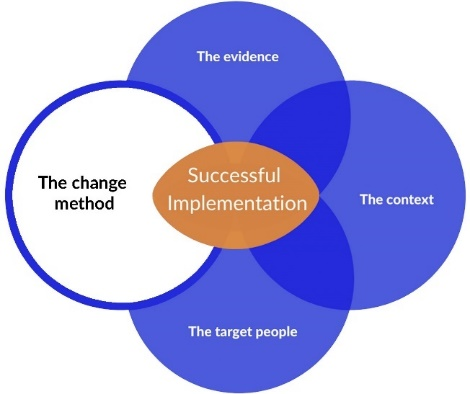 The evidence
The change
method
Successful
Implementation
The context
The target people